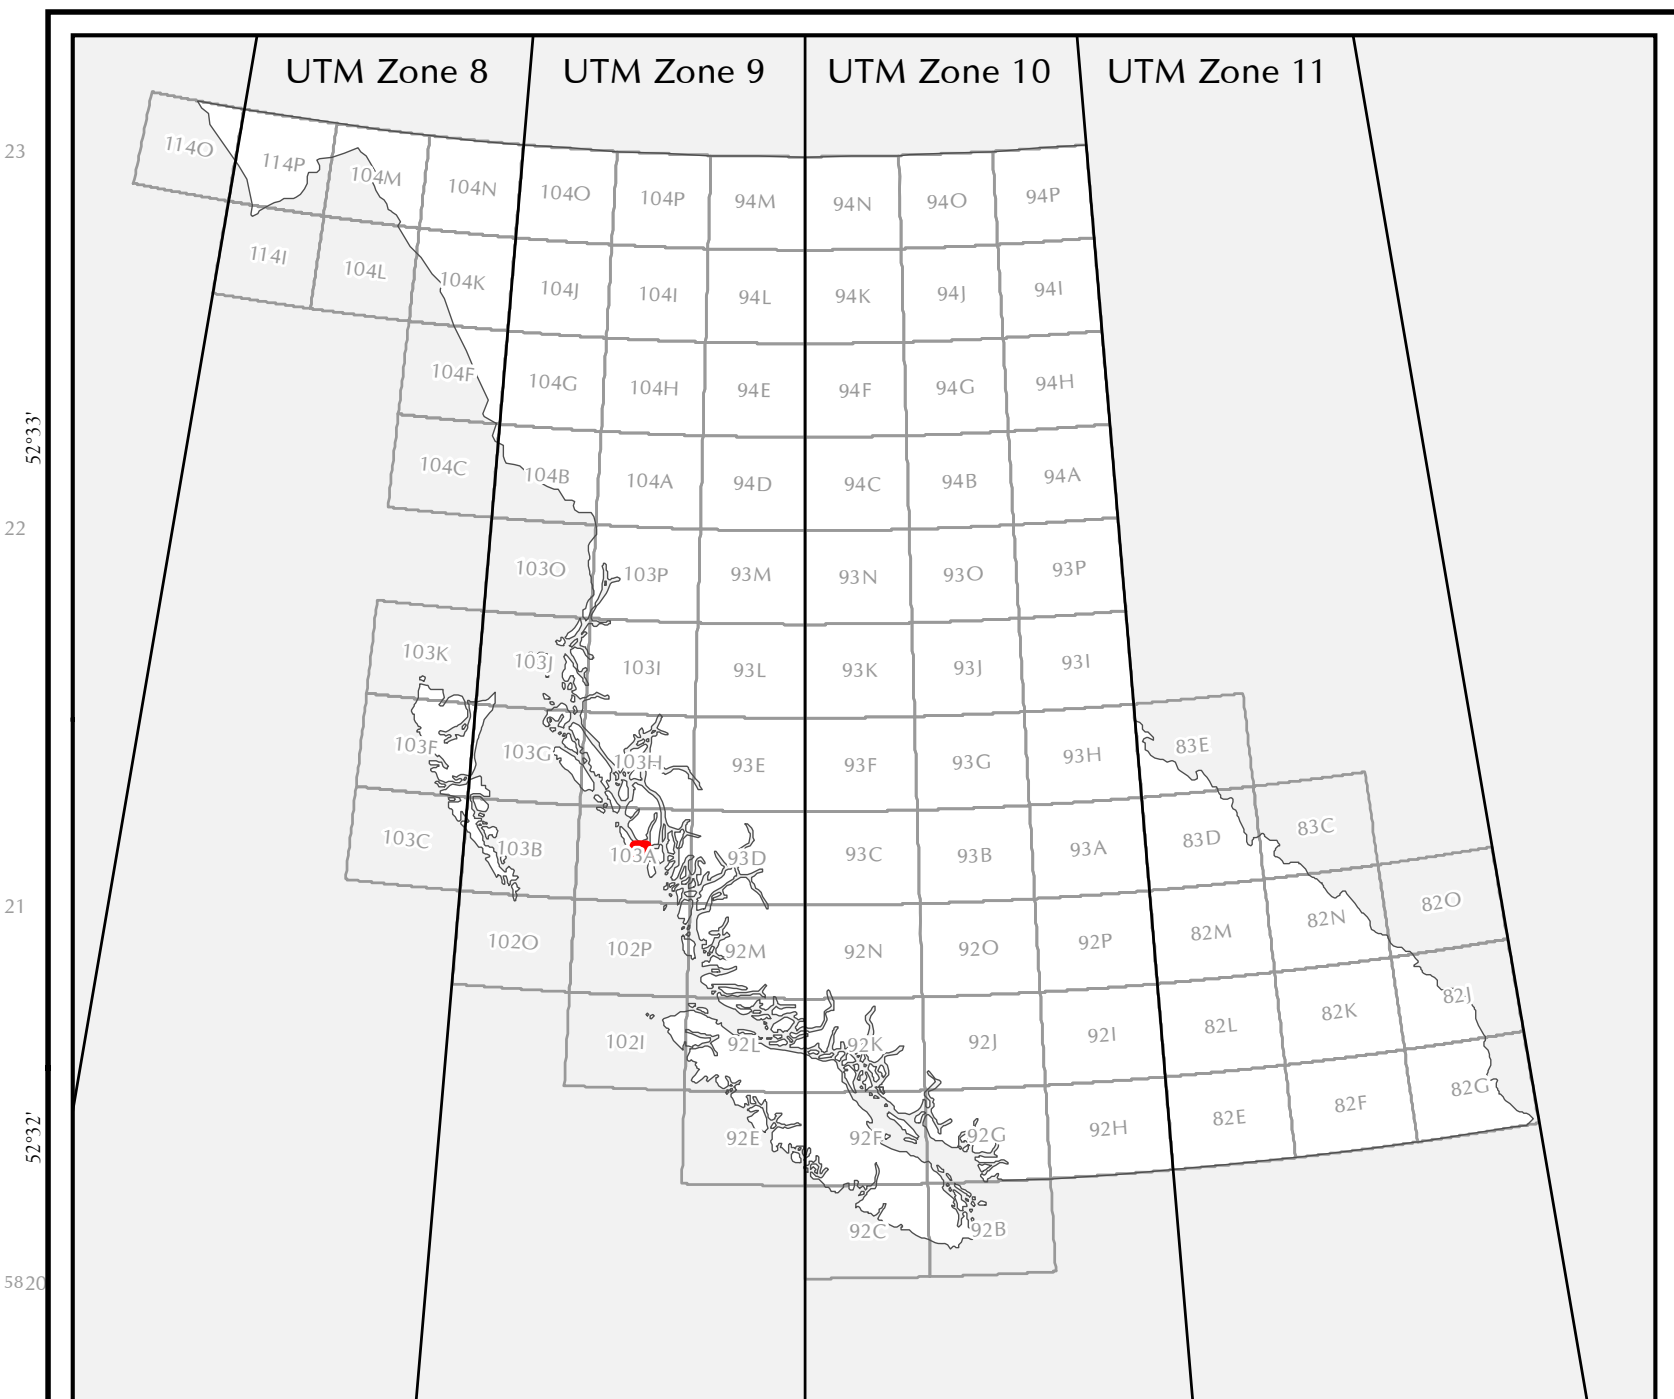 UTM Zone 8 UTM Zone 9 UTM Zone 10 UTM Zone 11
23
114O 114P 104M 104N 104O 104P 94M 94N 94O 94P
114I 104L 104K 104J 104I 94L 94K 94J 94I
104F 104G 104H 94E 94F 94G 94H
52°33'
104C 104B 104A 94D 94C 94B 94A
22
103O 103P 93M 93N 93O 93P
103K 103J 103I 93L 93K 93J 93I
103F 103G 103H 93E 93F 93G 93H 83E
103C 103B 103A 93D 93C 93B 93A 83D 83C
21
102O 102P 92M 92N 92O 92P 82M 82N 82O
102I 92L 92K 92J 92I 82L 82K 82J
52°32'
92E 92F 92G 92H 82E 82F 82G
92C 92B
5820